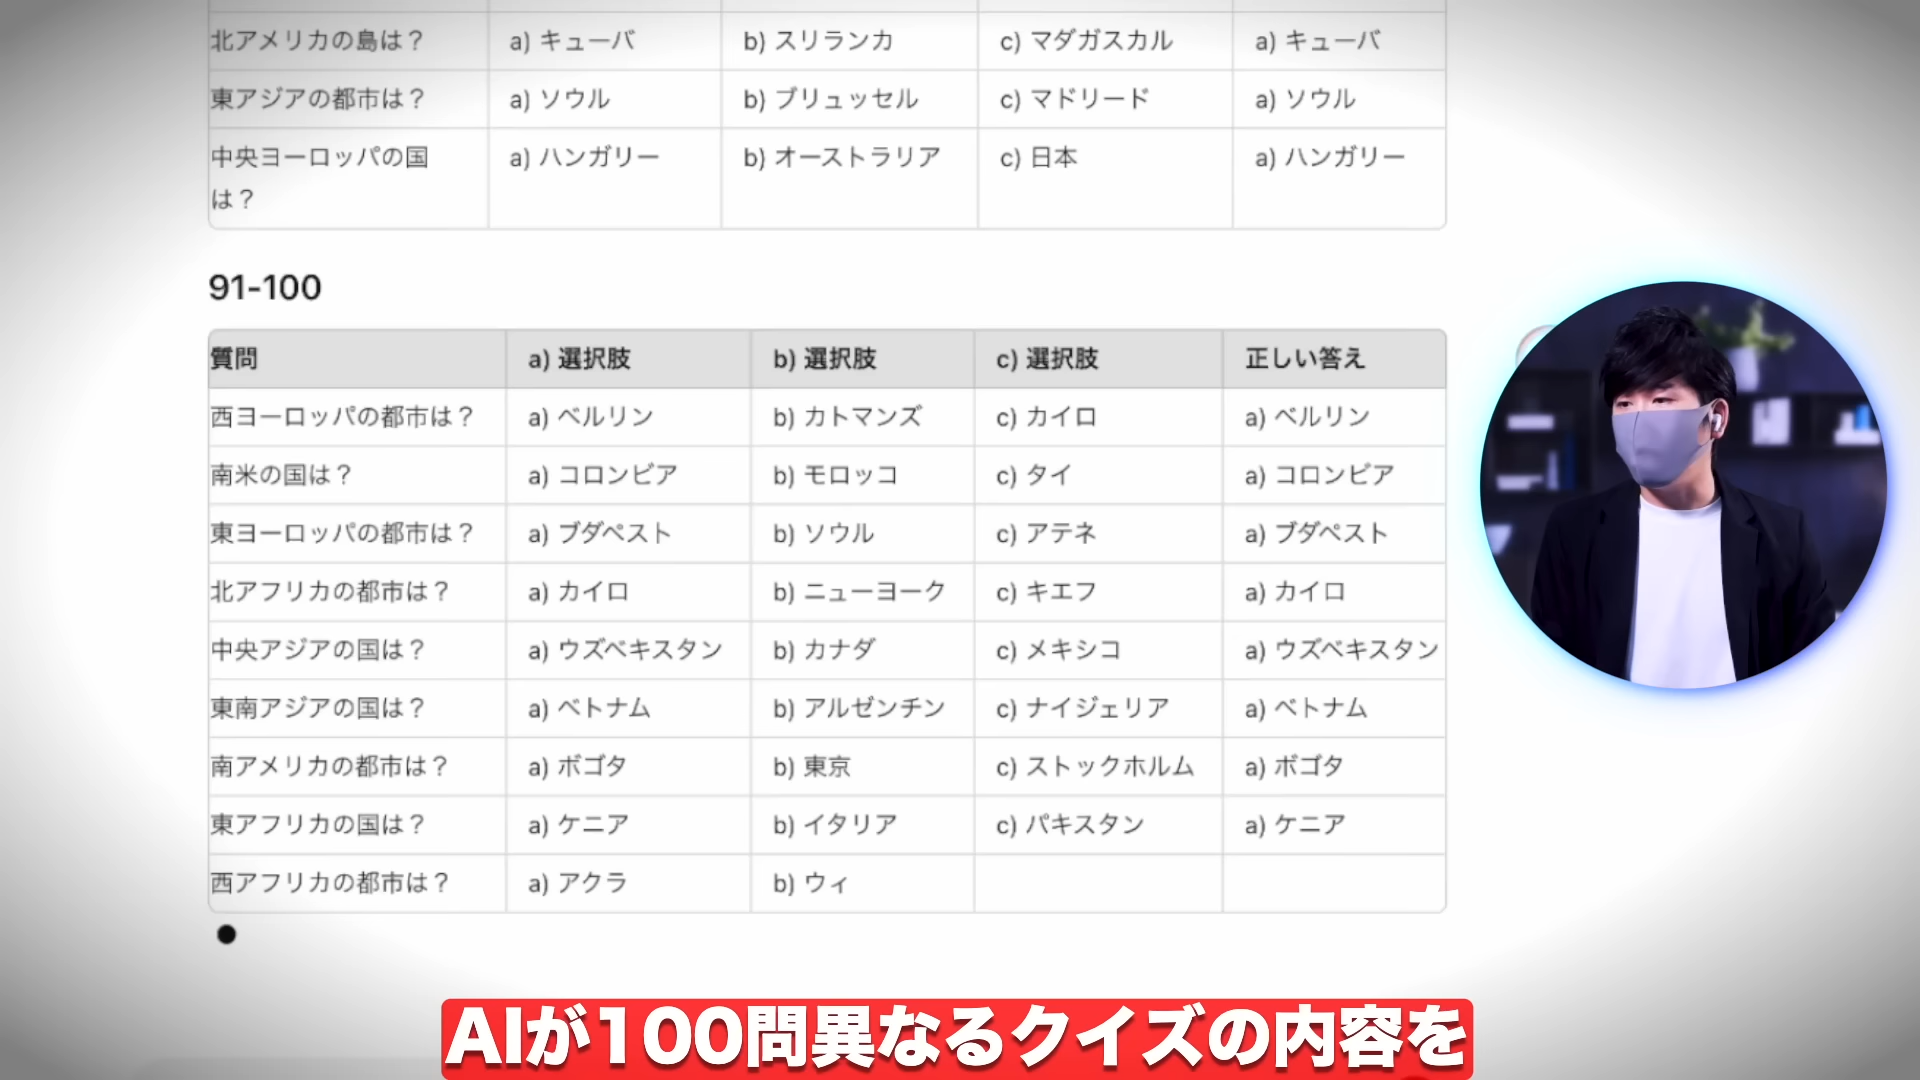 北アメリカの島は？ a) キューバ b) スリランカ c) マダガスカル a) キューバ
東アジアの都市は？ a) ソウル b) ブリュッセル c) マドリード a) ソウル
中央ヨーロッパの国 a) ハンガリー b) オーストラリア c) 日本 a) ハンガリー
は？
91-100
質問 a) 選択肢 b) 選択肢 c) 選択肢 正しい答え
西ヨーロッパの都市は？ a) ベルリン b) カトマンズ c) カイロ a) ベルリン
南米の国は？ a) コロンビア b) モロッコ c) タイ a) コロンビア
東ヨーロッパの都市は？ a) ブダペスト b) ソウル c) アテネ a) ブダペスト
北アフリカの都市は？ a) カイロ b) ニューヨーク c) キエフ a) カイロ
中央アジアの国は？ a) ウズベキスタン b) カナダ c) メキシコ a) ウズベキスタン
東南アジアの国は？ a) ベトナム b) アルゼンチン c) ナイジェリア a) ベトナム
南アメリカの都市は？ a) ボゴタ b) 東京 c) ストックホルム a) ボゴタ
東アフリカの国は？ a) ケニア b) イタリア c) パキスタン a) ケニア
西アフリカの都市は？ a) アクラ b) ウィ
AIが100問異なるクイズの内容を